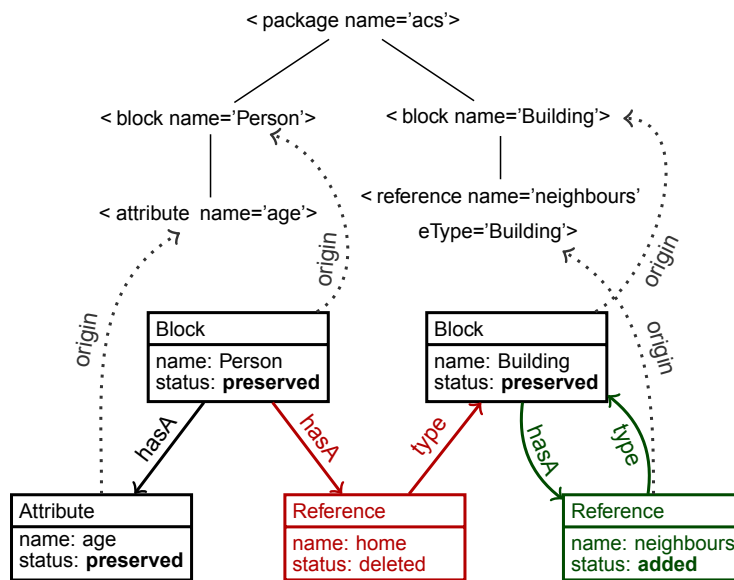 < package name='acs'>
< block name='Person'>
< block name='Building'>
< attribute name='age'>
< reference name='neighbours'
eType='Building'>
origin
origin
origin
origin
Block
name: Person
status: preserved
Block
name: Building
status: preserved
hasA
hasA
type
hasA
type
Attribute
name: age
status: preserved
Reference
name: home
status: deleted
Reference
name: neighbours
status: added